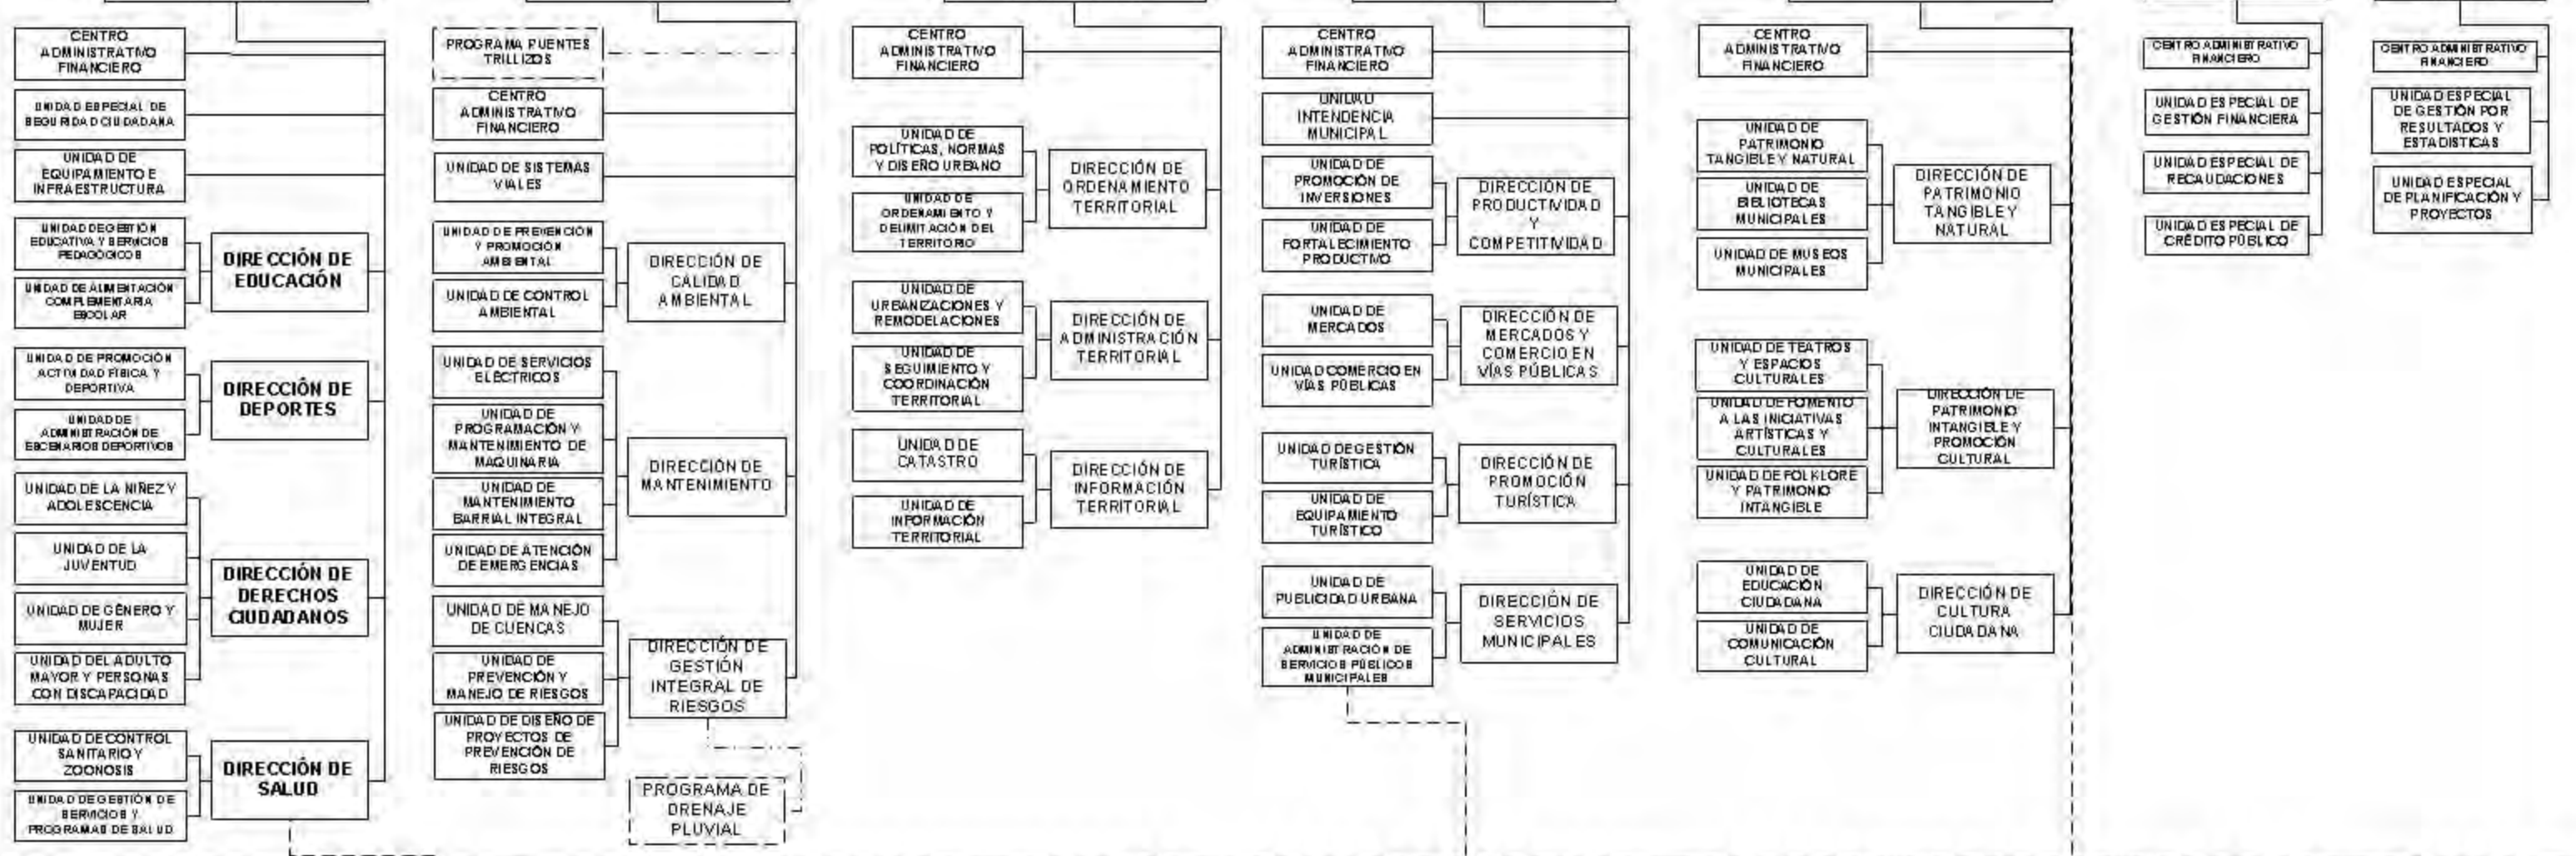 CENTRO
ADMINISTRATIVO
FINANCIERO
UNIDAD ESPECIAL DE
SEGURIDAD CIUDADANA
UNIDAD DE
EQUIPAMIENTO E
INFRAESTRUCTURA
UNIDAD DE GESTIÓN
EDUCATIVA Y SERVICIOS
PEDAGÓGICOS
UNIDAD DE ALIMENTACIÓN
COMPLEMENTARIA
ESCOLAR
DIRECCIÓN DE
EDUCACIÓN
UNIDAD DE PROMOCIÓN
ACTIVIDAD FÍSICA Y
DEPORTIVA
UNIDAD DE
ADMINISTRACIÓN DE
ESCENARIOS DEPORTIVOS
DIRECCIÓN DE
DEPORTES
UNIDAD DE LA NIÑEZ Y
ADOLESCENCIA
UNIDAD DE LA
JUVENTUD
UNIDAD DE GÉNERO Y
MUJER
UNIDAD DEL ADULTO
MAYOR Y PERSONAS
CON DISCAPACIDAD
DIRECCIÓN DE
DERECHOS
CIUDADANOS
UNIDAD DE CONTROL
SANITARIO Y
ZOONOSIS
UNIDAD DE GESTIÓN DE
SERVICIOS Y
PROGRAMAS DE SALUD
DIRECCIÓN DE
SALUD
PROGRAMA PUENTES
TRILLIZOS
CENTRO
ADMINISTRATIVO
FINANCIERO
UNIDAD DE SISTEMAS
VIALES
UNIDAD DE PREVENCIÓN
Y PROMOCIÓN
AMBIENTAL
UNIDAD DE CONTROL
AMBIENTAL
DIRECCIÓN DE
CALIDAD
AMBIENTAL
UNIDAD DE SERVICIOS
ELÉCTRICOS
UNIDAD DE
PROGRAMACIÓN Y
MANTENIMIENTO DE
MAQUINARIA
UNIDAD DE
MANTENIMIENTO
BARRIAL INTEGRAL
UNIDAD DE ATENCIÓN
DE EMERGENCIAS
DIRECCIÓN DE
MANTENIMIENTO
UNIDAD DE MANEJO
DE CUENCAS
UNIDAD DE
PREVENCIÓN Y
MANEJO DE RIESGOS
UNIDAD DE DISEÑO DE
PROYECTOS DE
PREVENCIÓN DE
RIESGOS
DIRECCIÓN DE
GESTIÓN
INTEGRAL DE
RIESGOS
PROGRAMA DE
DRENAJE
PLUVIAL
CENTRO
ADMINISTRATIVO
FINANCIERO
UNIDAD DE
POLÍTICAS, NORMAS
Y DISEÑO URBANO
UNIDAD DE
ORDENAMIENTO Y
DELIMITACIÓN DEL
TERRITORIO
DIRECCIÓN DE
ORDENAMIENTO
TERRITORIAL
UNIDAD DE
URBANIZACIONES Y
REMODELACIONES
UNIDAD DE
SEGUIMIENTO Y
COORDINACIÓN
TERRITORIAL
DIRECCIÓN DE
ADMINISTRACIÓN
TERRITORIAL
UNIDAD DE
CATASTRO
UNIDAD DE
INFORMACIÓN
TERRITORIAL
DIRECCIÓN DE
INFORMACIÓN
TERRITORIAL
CENTRO
ADMINISTRATIVO
FINANCIERO
UNIDAD
INTENDENCIA
MUNICIPAL
UNIDAD DE
PROMOCIÓN DE
INVERSIONES
UNIDAD DE
FORTALECIMIENTO
PRODUCTIVO
DIRECCIÓN DE
PRODUCTIVIDAD
Y
COMPETITIVIDAD
UNIDAD DE
MERCADOS
UNIDAD COMERCIO EN
VÍAS PÚBLICAS
DIRECCIÓN DE
MERCADOS Y
COMERCIO EN
VÍAS PÚBLICAS
UNIDAD DE GESTIÓN
TURÍSTICA
UNIDAD DE
EQUIPAMIENTO
TURÍSTICO
DIRECCIÓN DE
PROMOCIÓN
TURÍSTICA
UNIDAD DE
PUBLICIDAD URBANA
UNIDAD DE
ADMINISTRACIÓN DE
SERVICIOS PÚBLICOS
MUNICIPALES
DIRECCIÓN DE
SERVICIOS
MUNICIPALES
CENTRO
ADMINISTRATIVO
FINANCIERO
UNIDAD DE
PATRIMONIO
TANGIBLE Y NATURAL
UNIDAD DE
BIBLIOTECAS
MUNICIPALES
UNIDAD DE MUSEOS
MUNICIPALES
DIRECCIÓN DE
PATRIMONIO
TANGIBLE Y
NATURAL
UNIDAD DE TEATROS
Y ESPACIOS
CULTURALES
UNIDAD DE FOMENTO
A LAS INICIATIVAS
ARTÍSTICAS Y
CULTURALES
UNIDAD DE FOLKLORE
Y PATRIMONIO
INTANGIBLE
DIRECCIÓN DE
PATRIMONIO
INTANGIBLE Y
PROMOCIÓN
CULTURAL
UNIDAD DE
EDUCACIÓN
CIUDADANA
UNIDAD DE
COMUNICACIÓN
CULTURAL
DIRECCIÓN DE
CULTURA
CIUDADANA
CENTRO ADMINISTRATIVO
FINANCIERO
UNIDAD ESPECIAL DE
GESTIÓN FINANCIERA
UNIDAD ESPECIAL DE
RECAUDACIONES
UNIDAD ESPECIAL DE
CRÉDITO PÚBLICO
CENTRO ADMINISTRATIVO
FINANCIERO
UNIDAD ESPECIAL
DE GESTIÓN POR
RESULTADOS Y
ESTADISTICAS
UNIDAD ESPECIAL
DE PLANIFICACIÓN Y
PROYECTOS